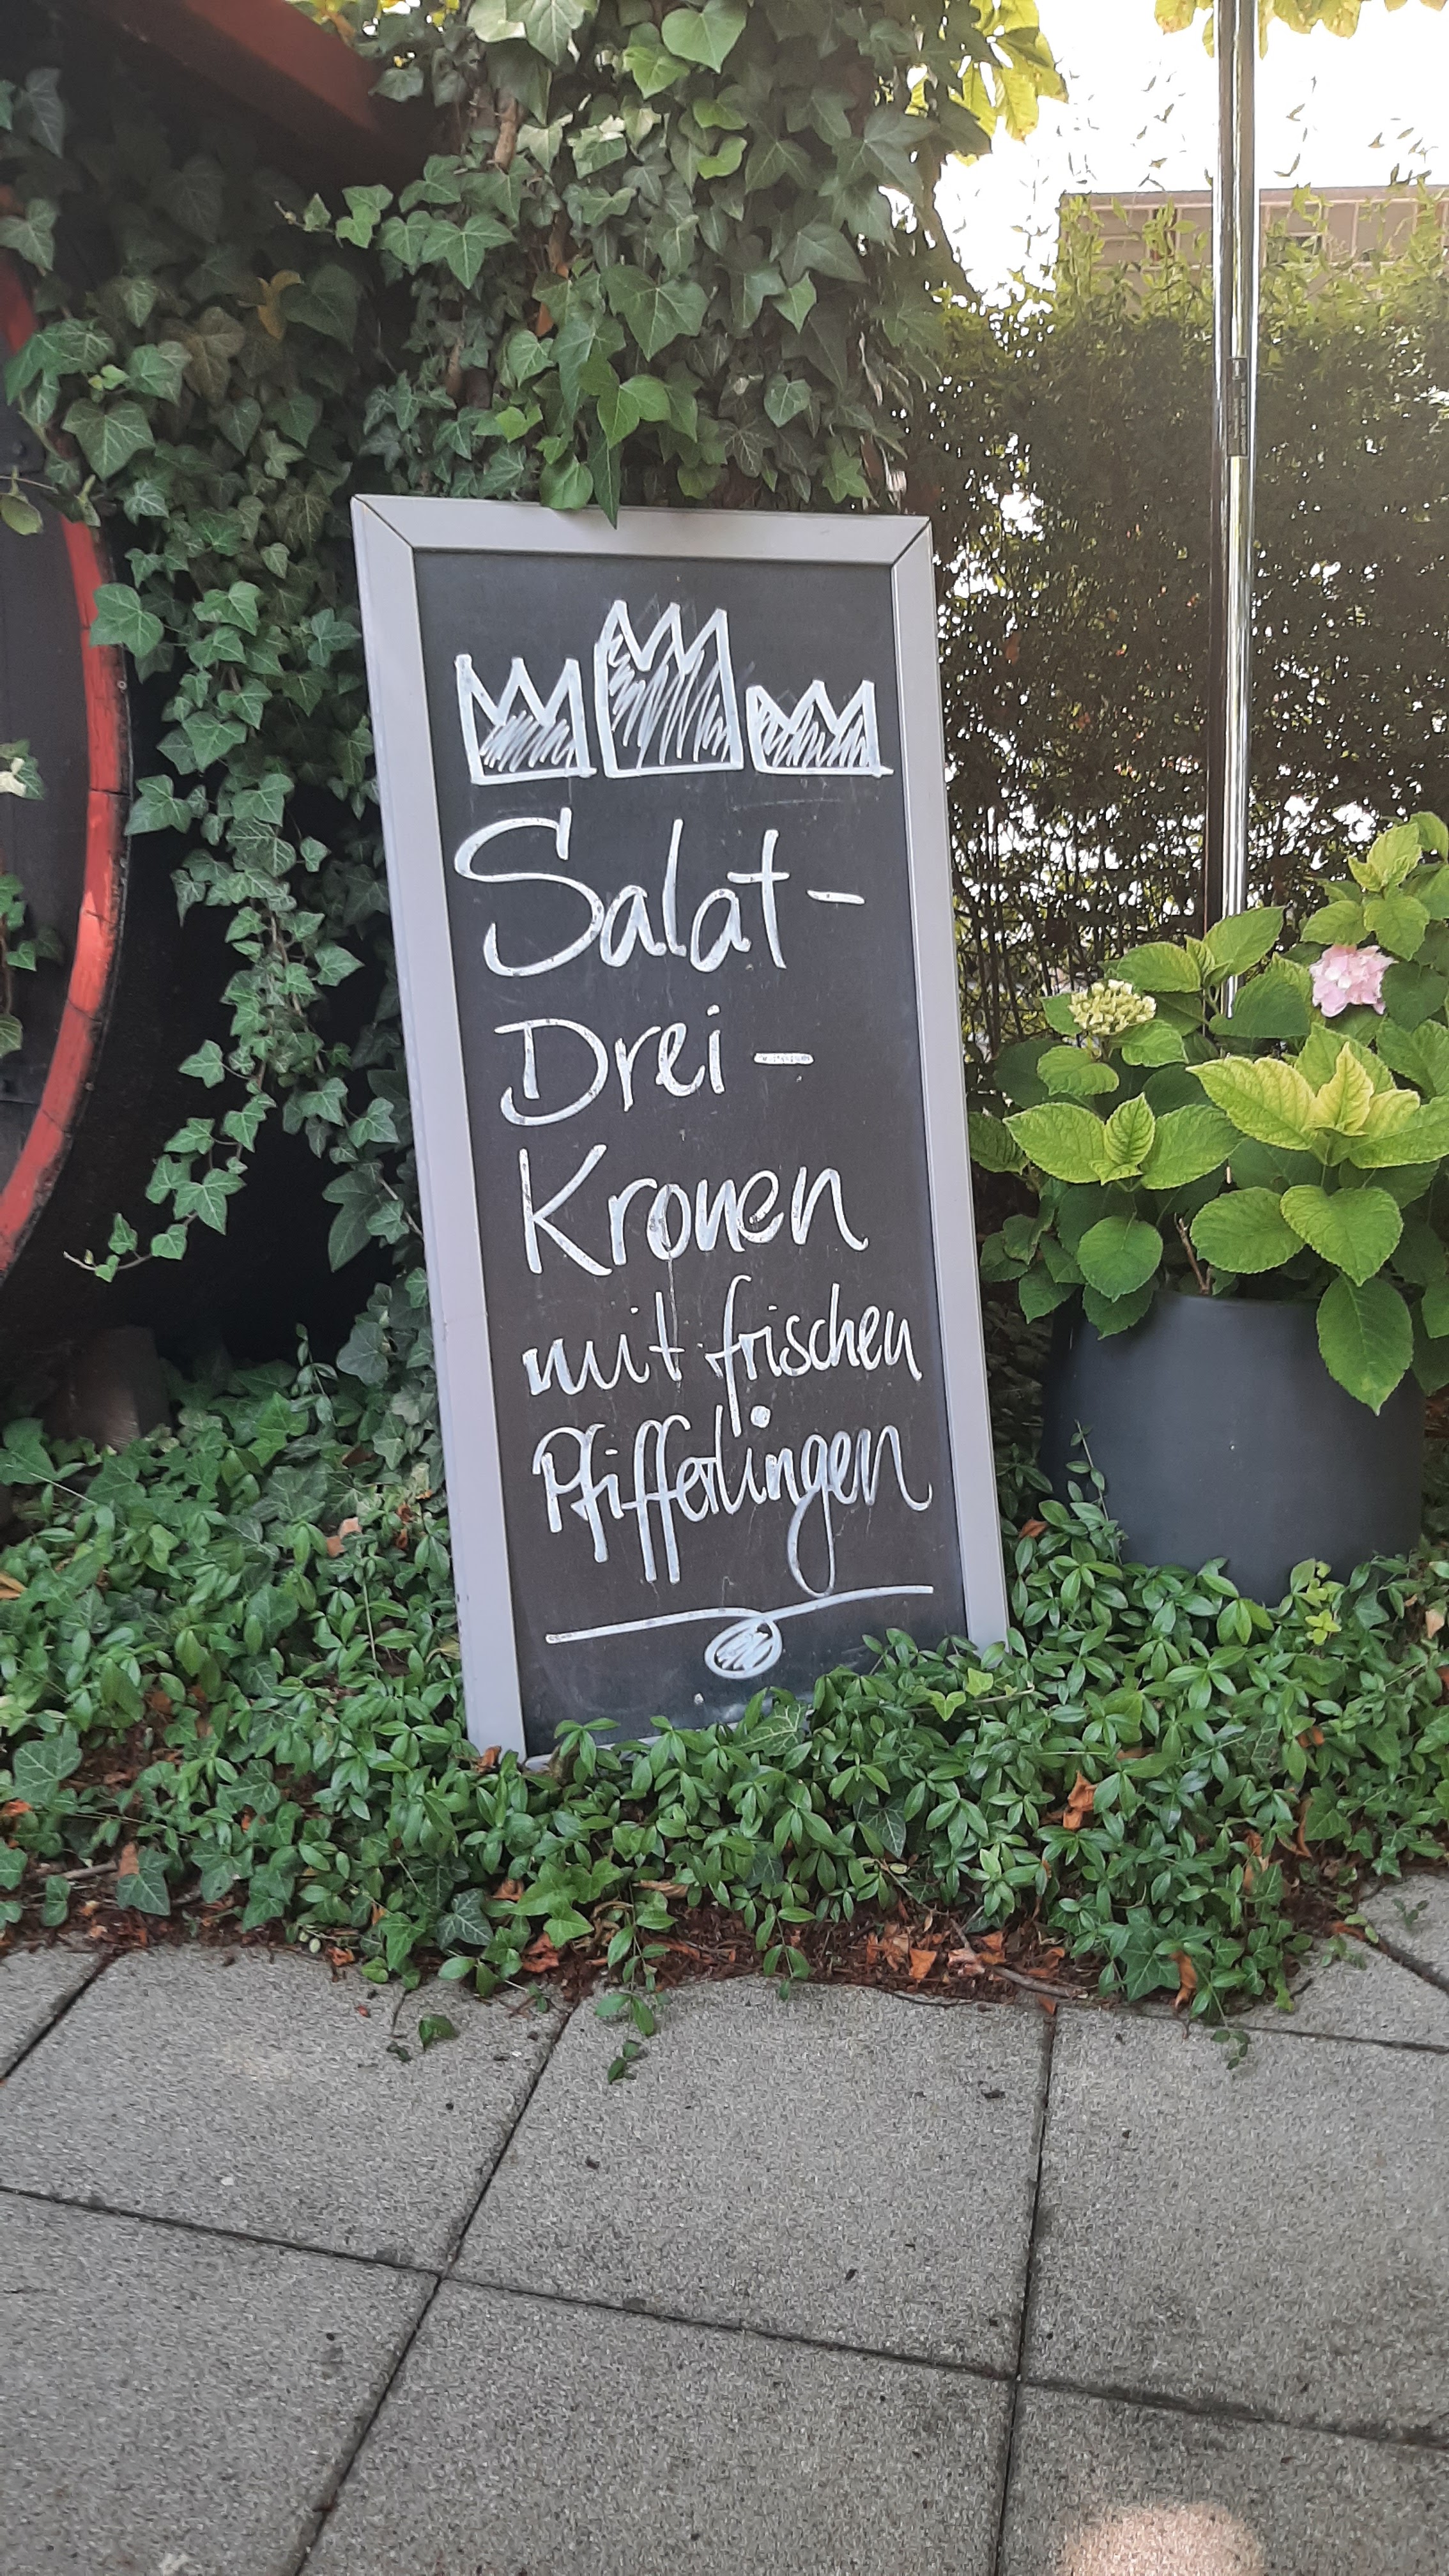 Salat-
Drei-
Kronen
mit frischen
Pfifferlingen